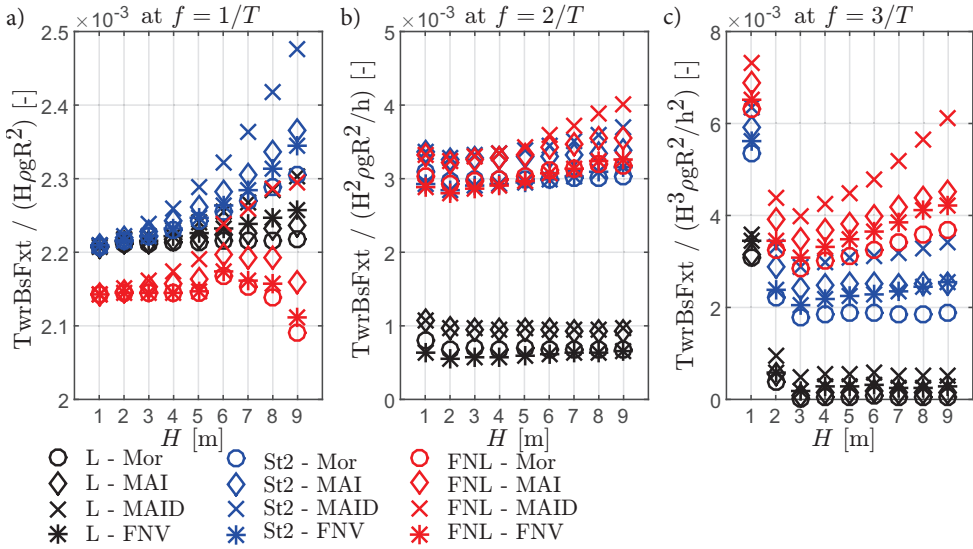 a) ×10⁻³ at f = 1/T
TwrBsFxt / (HρgR²) [-]
2.5
2.4
2.3
2.2
2.1
2
1 2 3 4 5 6 7 8 9
H [m]
b) ×10⁻³ at f = 2/T
TwrBsFxt / (H²ρgR²/h) [-]
5
4
3
2
1
0
1 2 3 4 5 6 7 8 9
H [m]
c) ×10⁻³ at f = 3/T
TwrBsFxt / (H³ρgR²/h²) [-]
8
6
4
2
0
1 2 3 4 5 6 7 8 9
H [m]
L - Mor
L - MAI
L - MAID
L - FNV
St2 - Mor
St2 - MAI
St2 - MAID
St2 - FNV
FNL - Mor
FNL - MAI
FNL - MAID
FNL - FNV